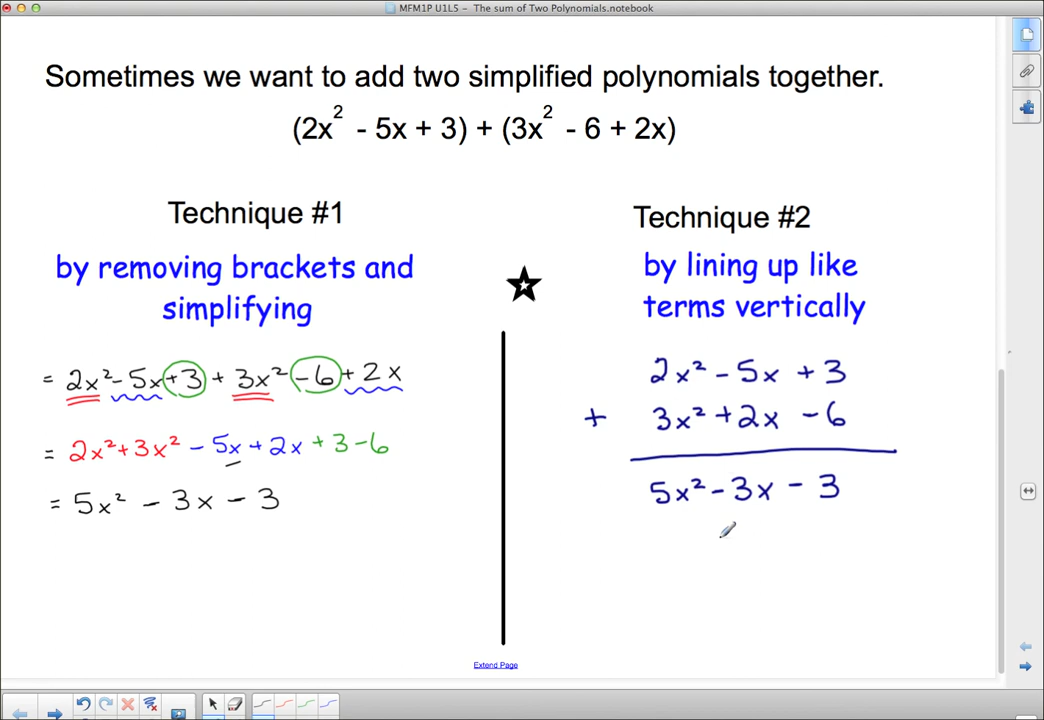 MFM1P U1L5 – The sum of Two Polynomials.notebook
Sometimes we want to add two simplified polynomials together.
(2x² - 5x + 3) + (3x² - 6 + 2x)
Technique #1
by removing brackets and
simplifying
= 2x² - 5x + 3 + 3x² - 6 + 2x
= 2x² + 3x² - 5x + 2x + 3 - 6
= 5x² - 3x - 3
Technique #2
by lining up like
terms vertically
2x² - 5x + 3
+ 3x² + 2x - 6
5x² - 3x - 3
Extend Page